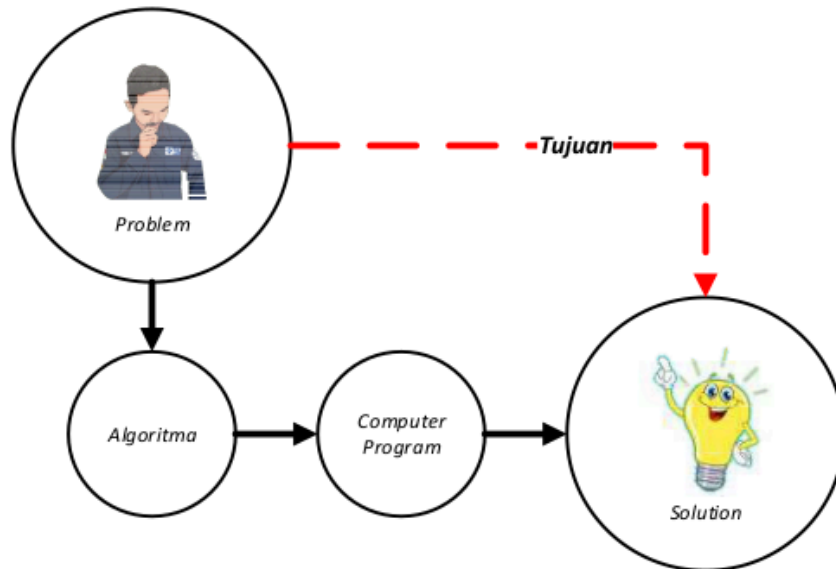 Tujuan
Problem
Algoritma
Computer
Program
Solution